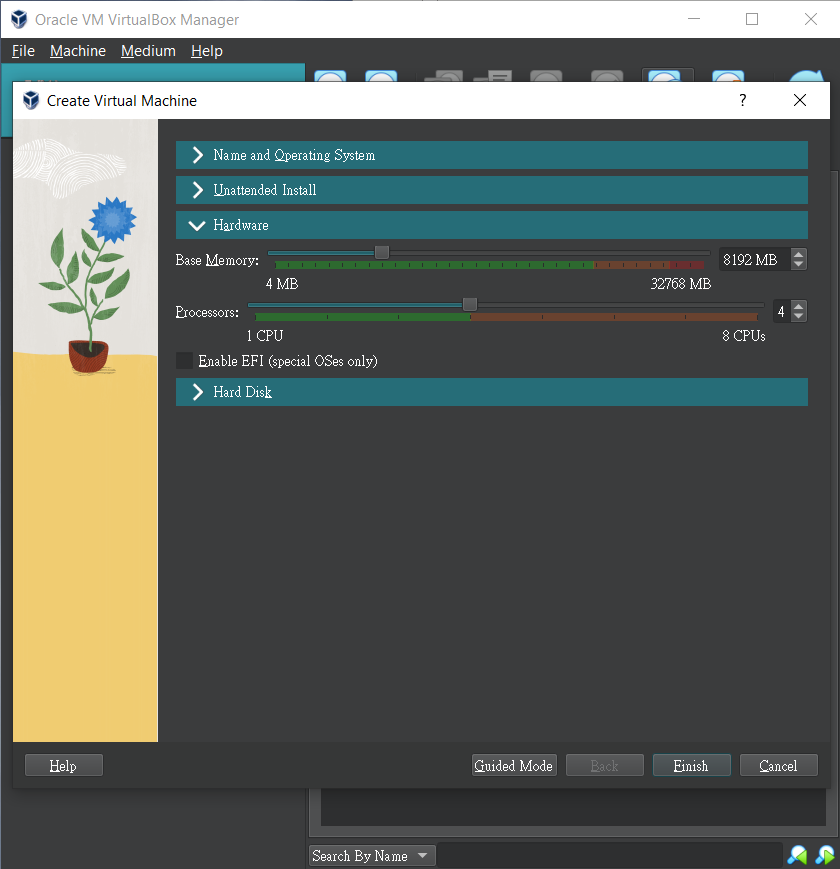 Oracle VM VirtualBox Manager
File Machine Medium Help
Create Virtual Machine ?
Name and Operating System
Unattended Install
Hardware
Base Memory: 8192 MB
4 MB 32768 MB
Processors: 4
1 CPU 8 CPUs
Enable EFI (special OSes only)
Hard Disk
Help Guided Mode Back Finish Cancel
Search By Name